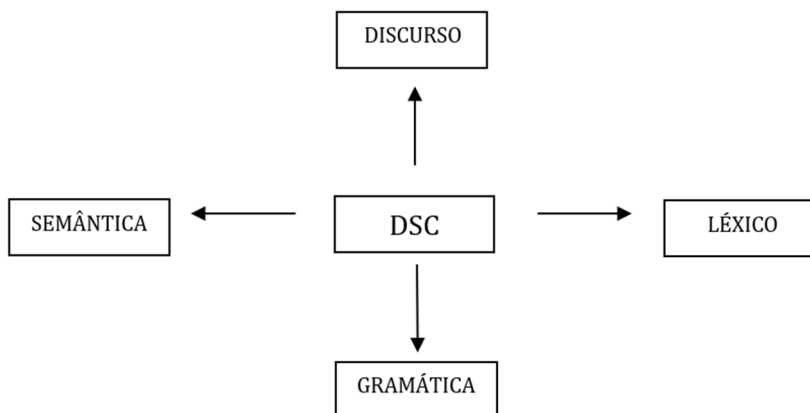 DISCURSO
SEMÂNTICA
DSC
LÉXICO
GRAMÁTICA